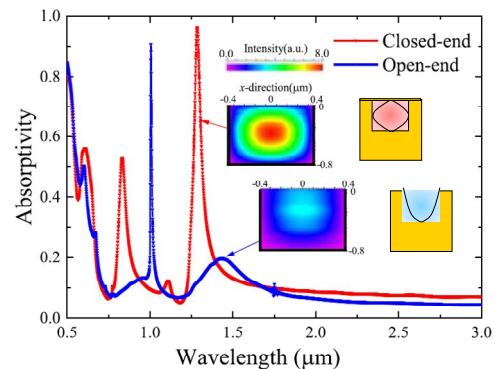 Intensity(a.u.)
0.0 8.0
x-direction(μm)
-0.4 0 0.4
0
-0.8
-0.4 0 0.4
0
-0.8
Closed-end
Open-end
Absorptivity
1.0
0.8
0.6
0.4
0.2
0.0
0.5 1.0 1.5 2.0 2.5 3.0
Wavelength (μm)